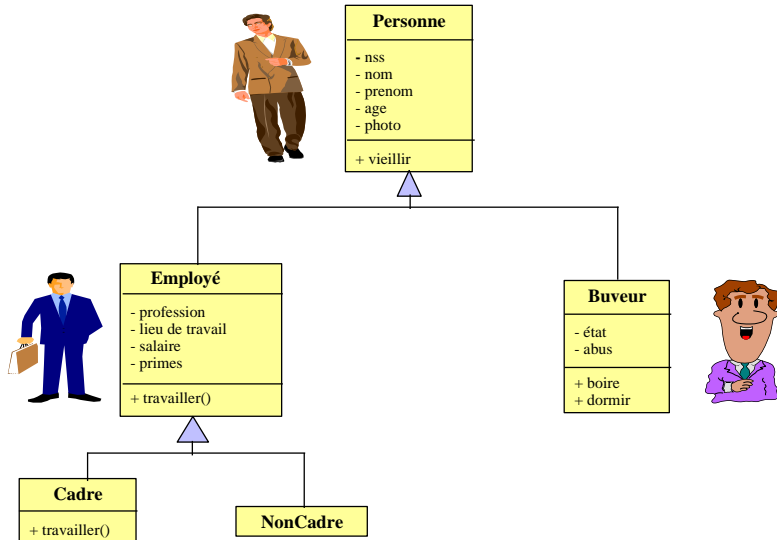 Personne
- nss
- nom
- prenom
- age
- photo
+ vieillir
Employé
- profession
- lieu de travail
- salaire
- primes
+ travailler()
Buveur
- état
- abus
+ boire
+ dormir
Cadre
+ travailler()
NonCadre